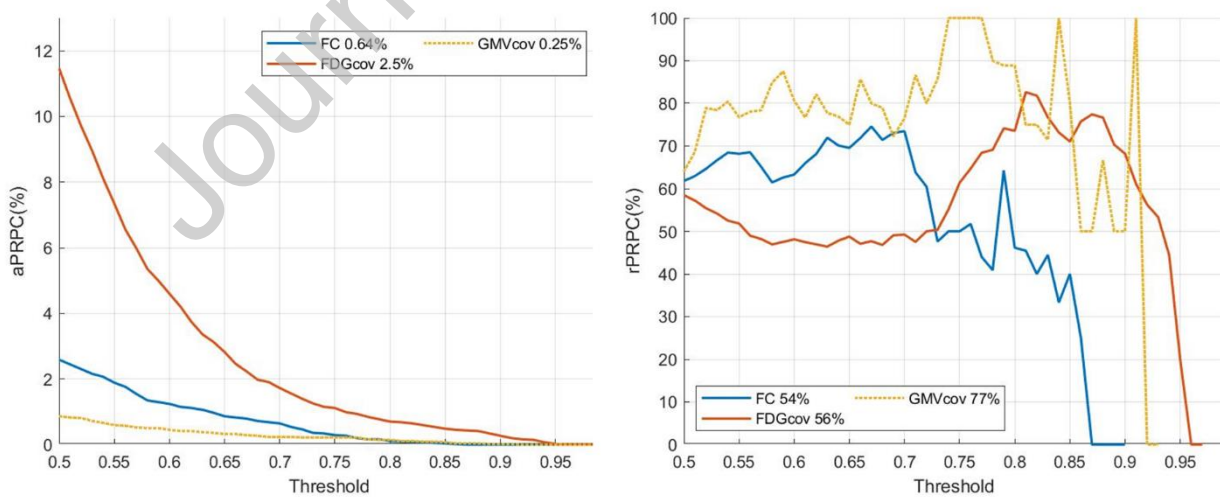 Journ
12
10
8
6
4
2
0
aPRPC(%)
FC 0.64%
GMVcov 0.25%
FDGcov 2.5%
0.5 0.55 0.6 0.65 0.7 0.75 0.8 0.85 0.9 0.95
Threshold
100
90
80
70
60
50
40
30
20
10
0
rPRPC(%)
FC 54%
GMVcov 77%
FDGcov 56%
0.5 0.55 0.6 0.65 0.7 0.75 0.8 0.85 0.9 0.95
Threshold